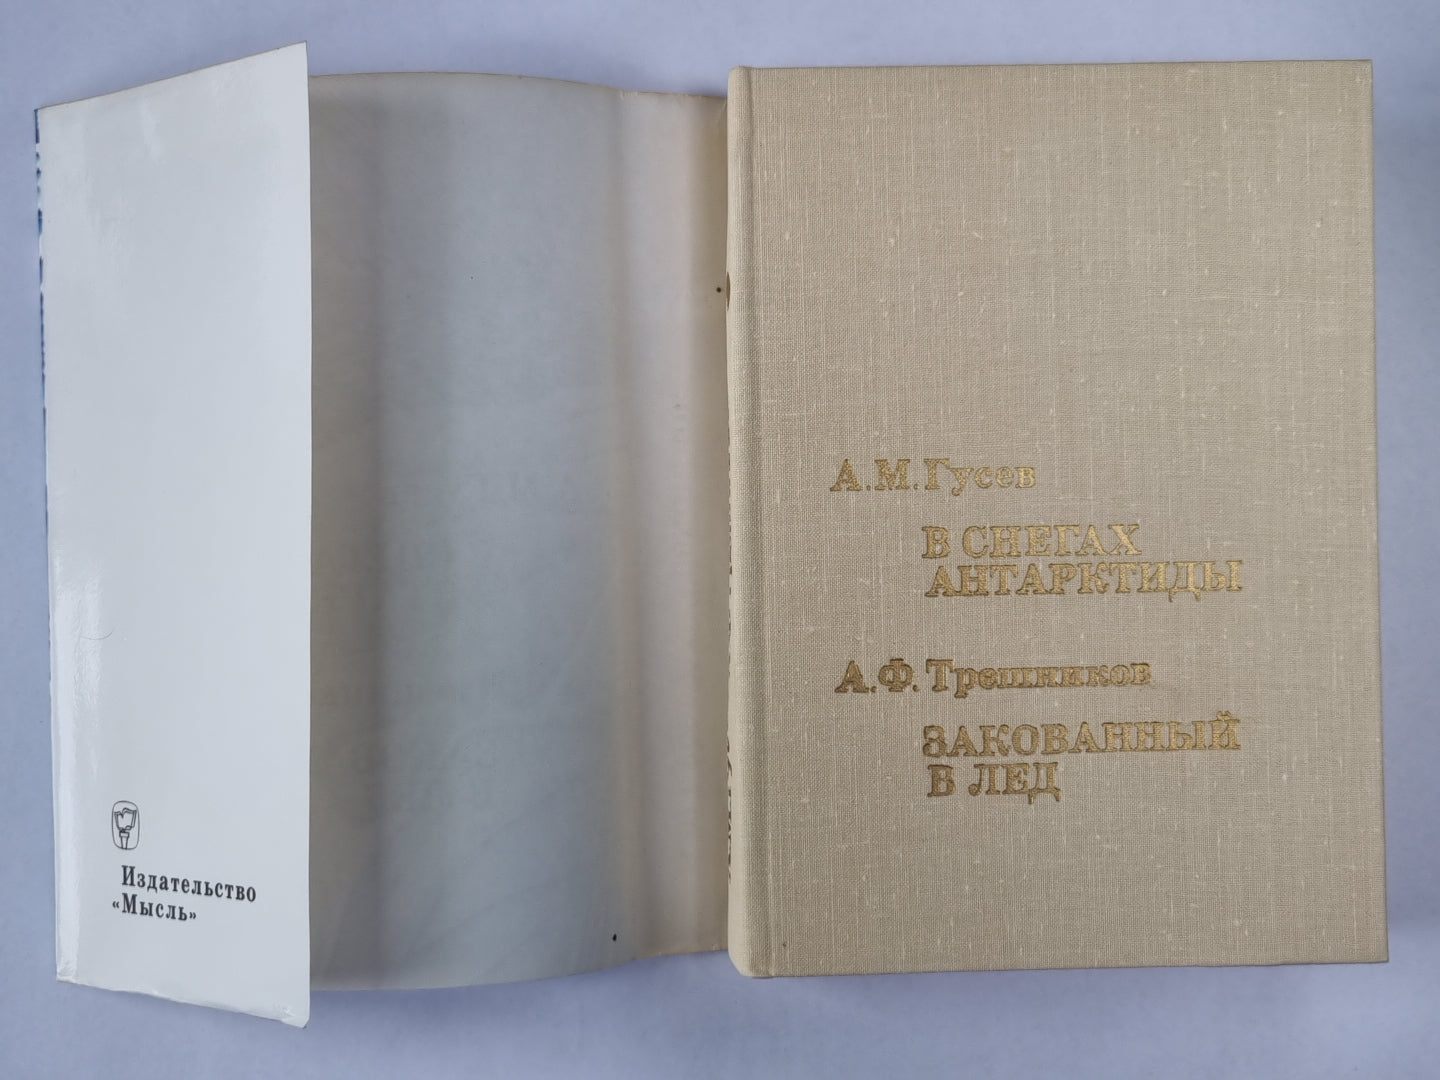 Издательство
«Мысль»
А.М.Гусев
В СНЕГАХ
АНТАРКТИДЫ
А.Ф.Трешников
ЗАКОВАННЫЙ
В ЛЕД